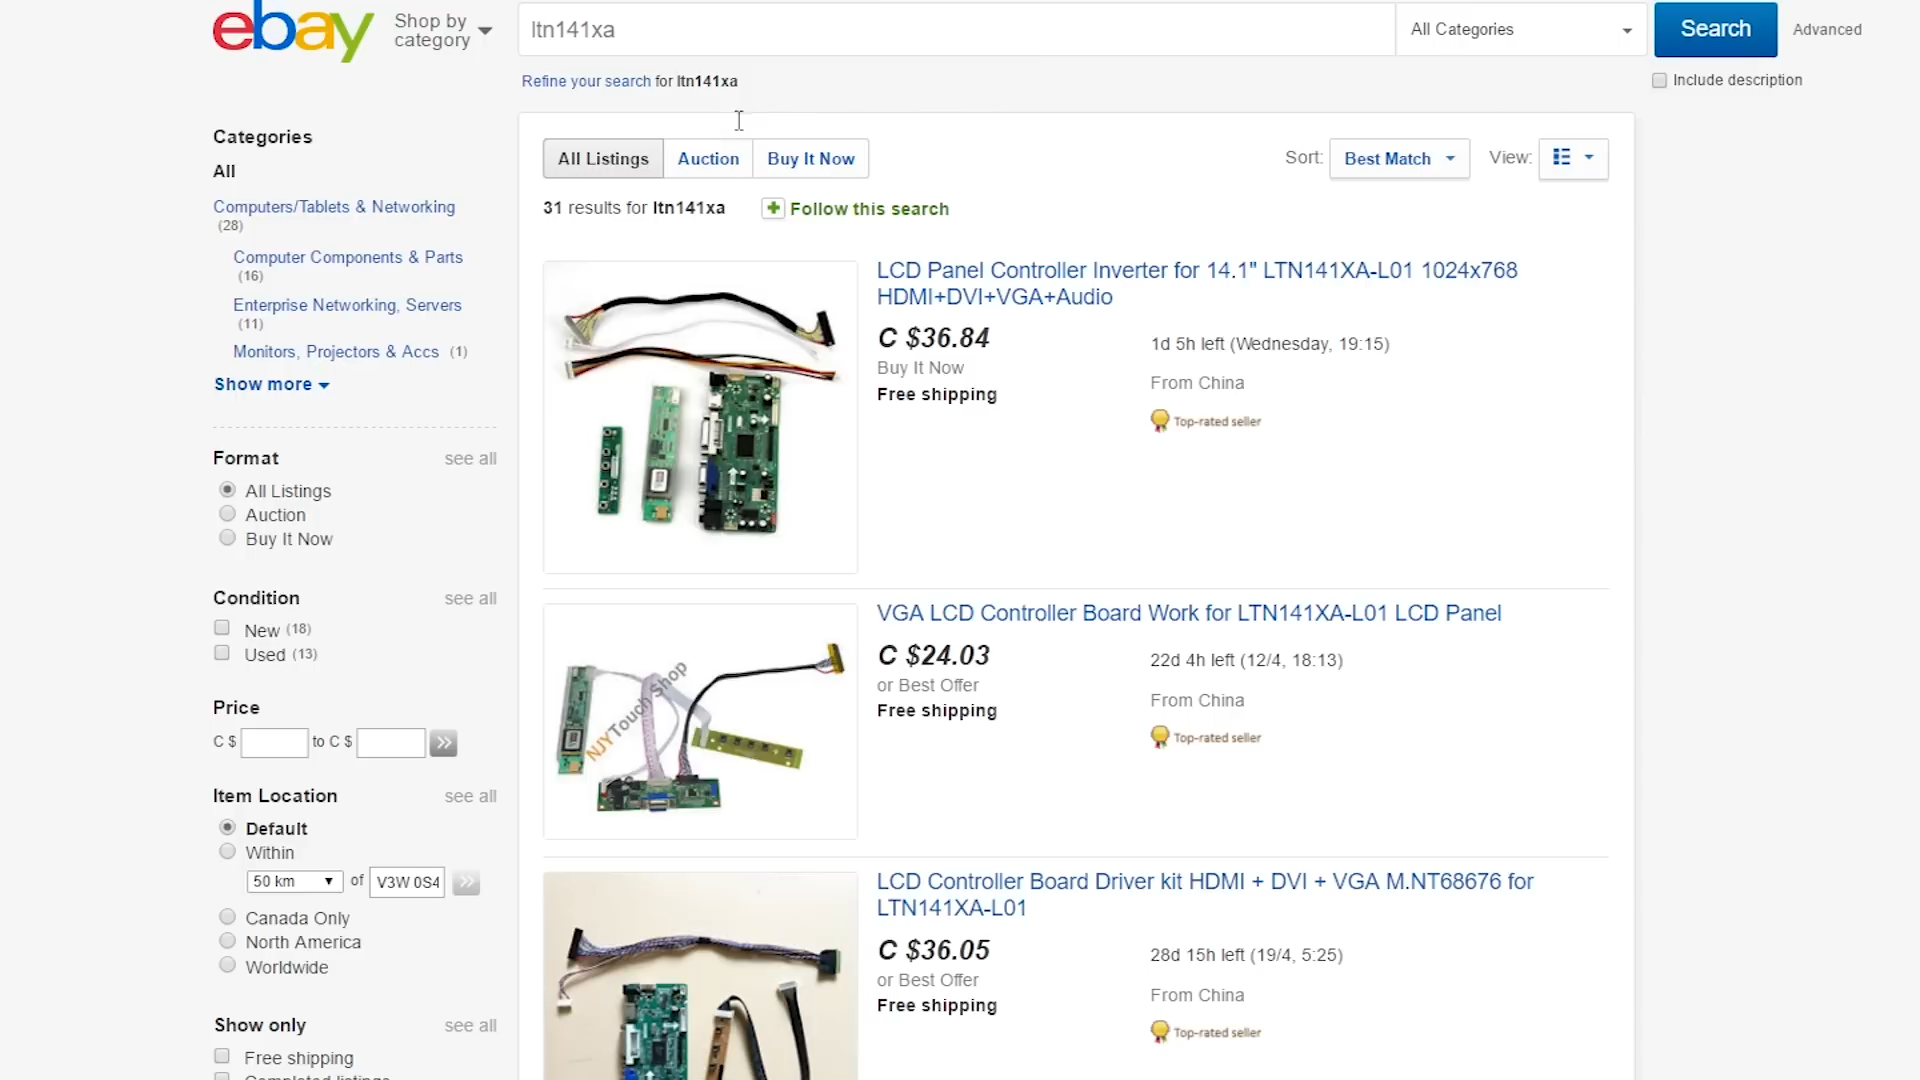 ebay
Shop by
category
ltn141xa
All Categories
Search
Advanced
Refine your search for ltn141xa
Include description
Categories
All
Computers/Tablets & Networking
(28)
Computer Components & Parts
(16)
Enterprise Networking, Servers
(11)
Monitors, Projectors & Accs (1)
Show more
Format see all
All Listings
Auction
Buy It Now
Condition see all
New (18)
Used (13)
Price
C $ to C $
Item Location see all
Default
Within
50 km of V3W 0S4
Canada Only
North America
Worldwide
Show only see all
Free shipping
Completed listings
All Listings Auction Buy It Now
Sort: Best Match View:
31 results for ltn141xa
Follow this search
LCD Panel Controller Inverter for 14.1" LTN141XA-L01 1024x768
HDMI+DVI+VGA+Audio
C $36.84
Buy It Now
Free shipping
1d 5h left (Wednesday, 19:15)
From China
Top-rated seller
NJYTouch Shop
VGA LCD Controller Board Work for LTN141XA-L01 LCD Panel
C $24.03
or Best Offer
Free shipping
22d 4h left (12/4, 18:13)
From China
Top-rated seller
LCD Controller Board Driver kit HDMI + DVI + VGA M.NT68676 for
LTN141XA-L01
C $36.05
or Best Offer
Free shipping
28d 15h left (19/4, 5:25)
From China
Top-rated seller